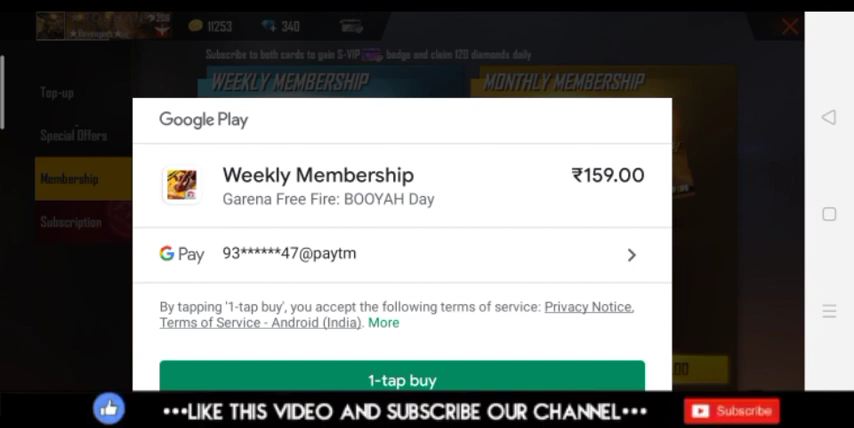 11253 340
Subscribe to both cards to gain S-VIP badge and claim 120 diamonds daily
Top-up
WEEKLY MEMBERSHIP MONTHLY MEMBERSHIP
Special Offers
Membership
Subscription
Google Play
Weekly Membership ₹159.00
Garena Free Fire: BOOYAH Day
G Pay 93******47@paytm
By tapping '1-tap buy', you accept the following terms of service: Privacy Notice,
Terms of Service - Android (India). More
1-tap buy
•••LIKE THIS VIDEO AND SUBSCRIBE OUR CHANNEL•••
Subscribe